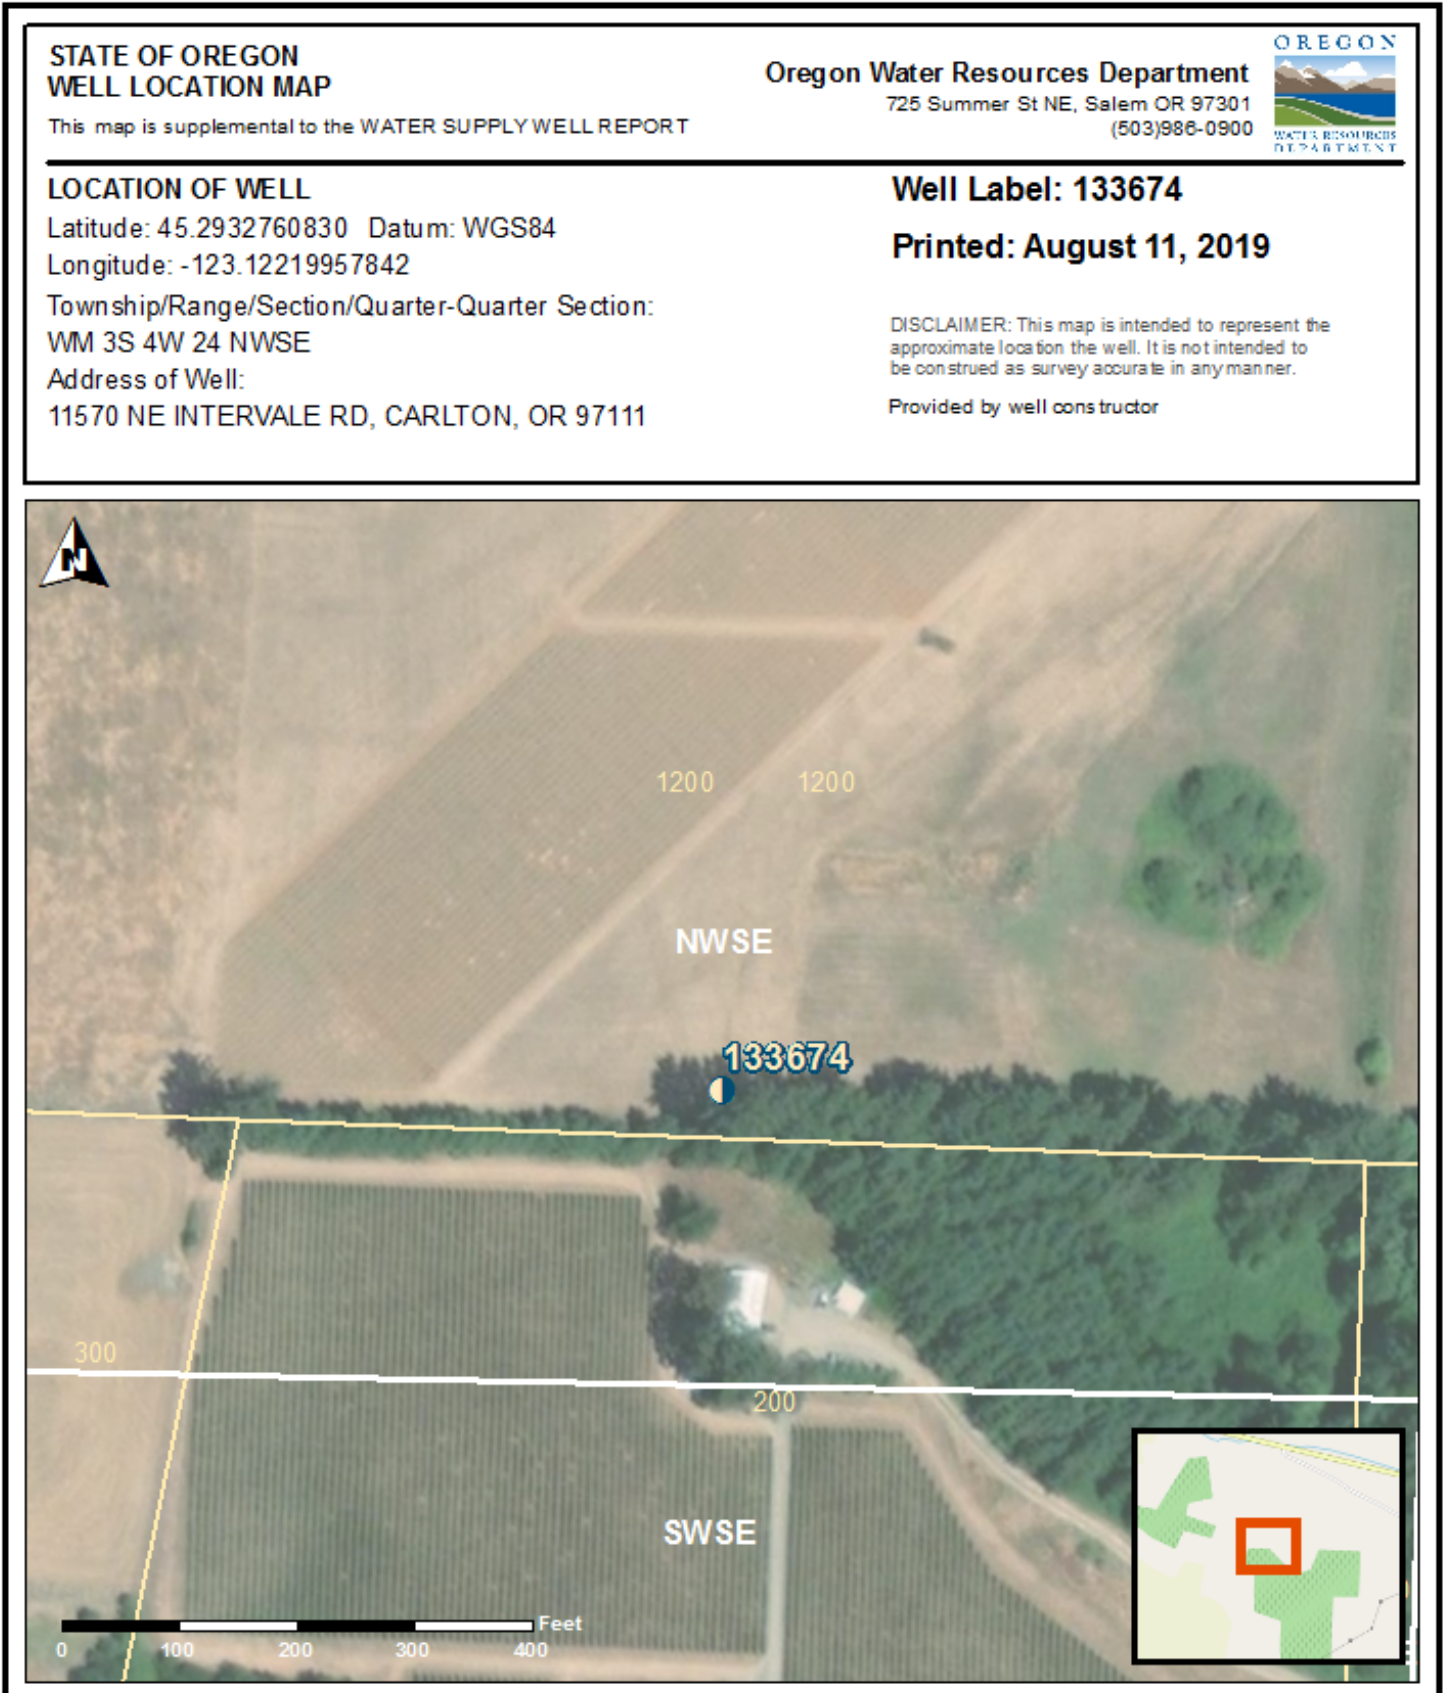 STATE OF OREGON
WELL LOCATION MAP
This map is supplemental to the WATER SUPPLY WELL REPORT
Oregon Water Resources Department
725 Summer St NE, Salem OR 97301
(503)986-0900
OREGON
WATER RESOURCES
DEPARTMENT
LOCATION OF WELL
Latitude: 45.2932760830 Datum: WGS84
Longitude: -123.12219957842
Township/Range/Section/Quarter-Quarter Section:
WM 3S 4W 24 NWSE
Address of Well:
11570 NE INTERVALE RD, CARLTON, OR 97111
Well Label: 133674
Printed: August 11, 2019
DISCLAIMER: This map is intended to represent the
approximate location the well. It is not intended to
be construed as survey accurate in any manner.
Provided by well constructor
N
1200 1200
NWSE
133674
300
200
SWSE
Feet
0 100 200 300 400